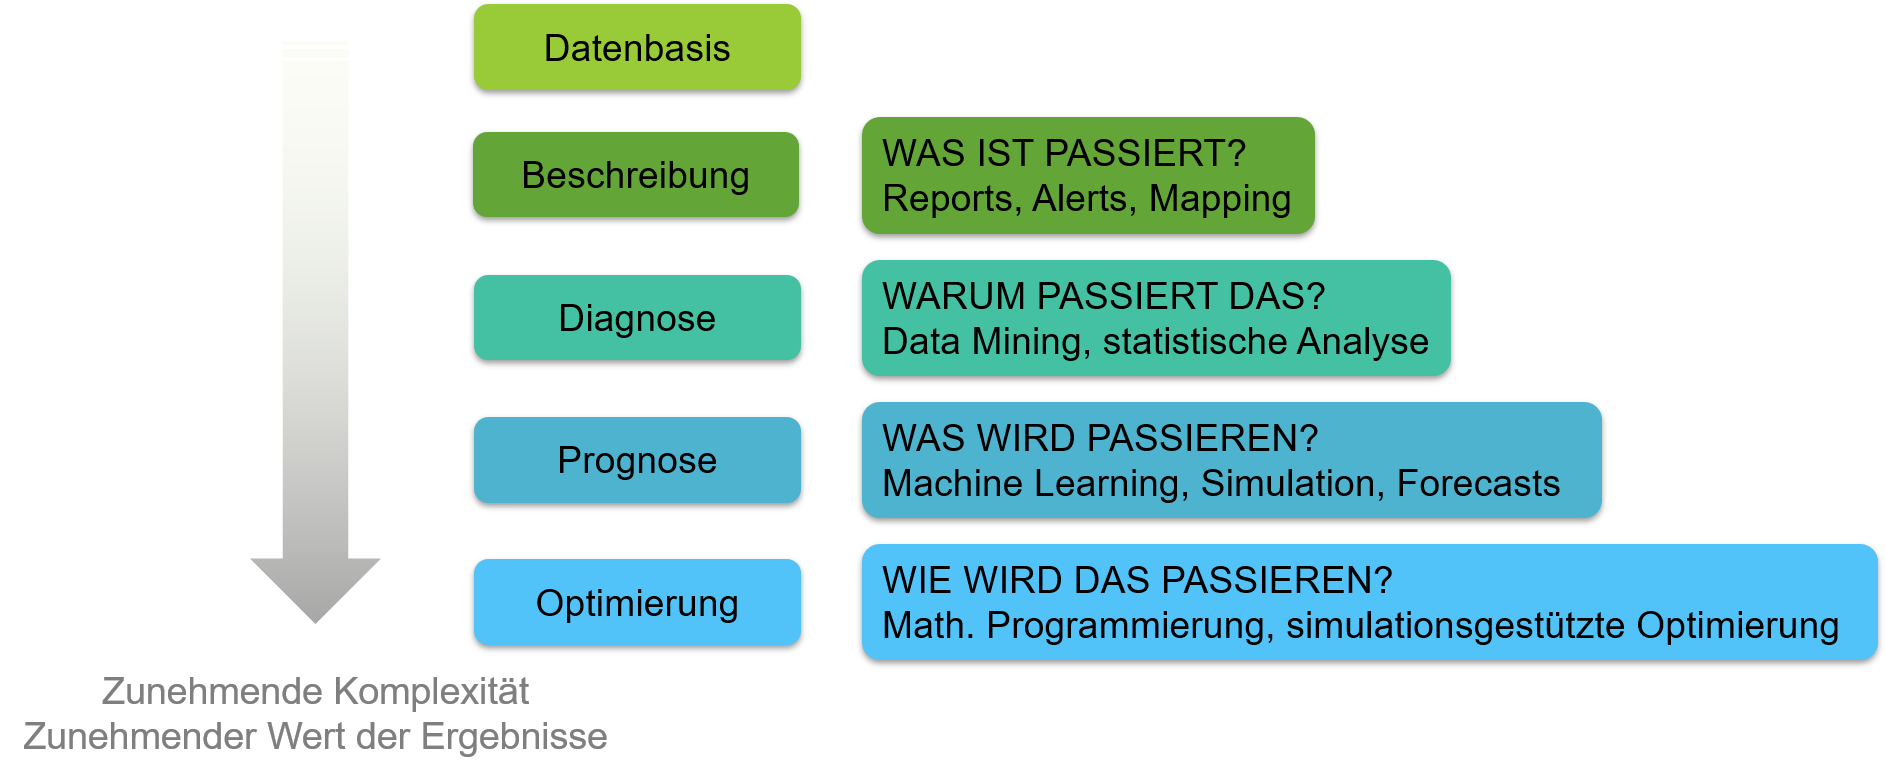 Datenbasis
Beschreibung
WAS IST PASSIERT?
Reports, Alerts, Mapping
Diagnose
WARUM PASSIERT DAS?
Data Mining, statistische Analyse
Prognose
WAS WIRD PASSIEREN?
Machine Learning, Simulation, Forecasts
Optimierung
WIE WIRD DAS PASSIEREN?
Math. Programmierung, simulationsgestützte Optimierung
Zunehmende Komplexität
Zunehmender Wert der Ergebnisse